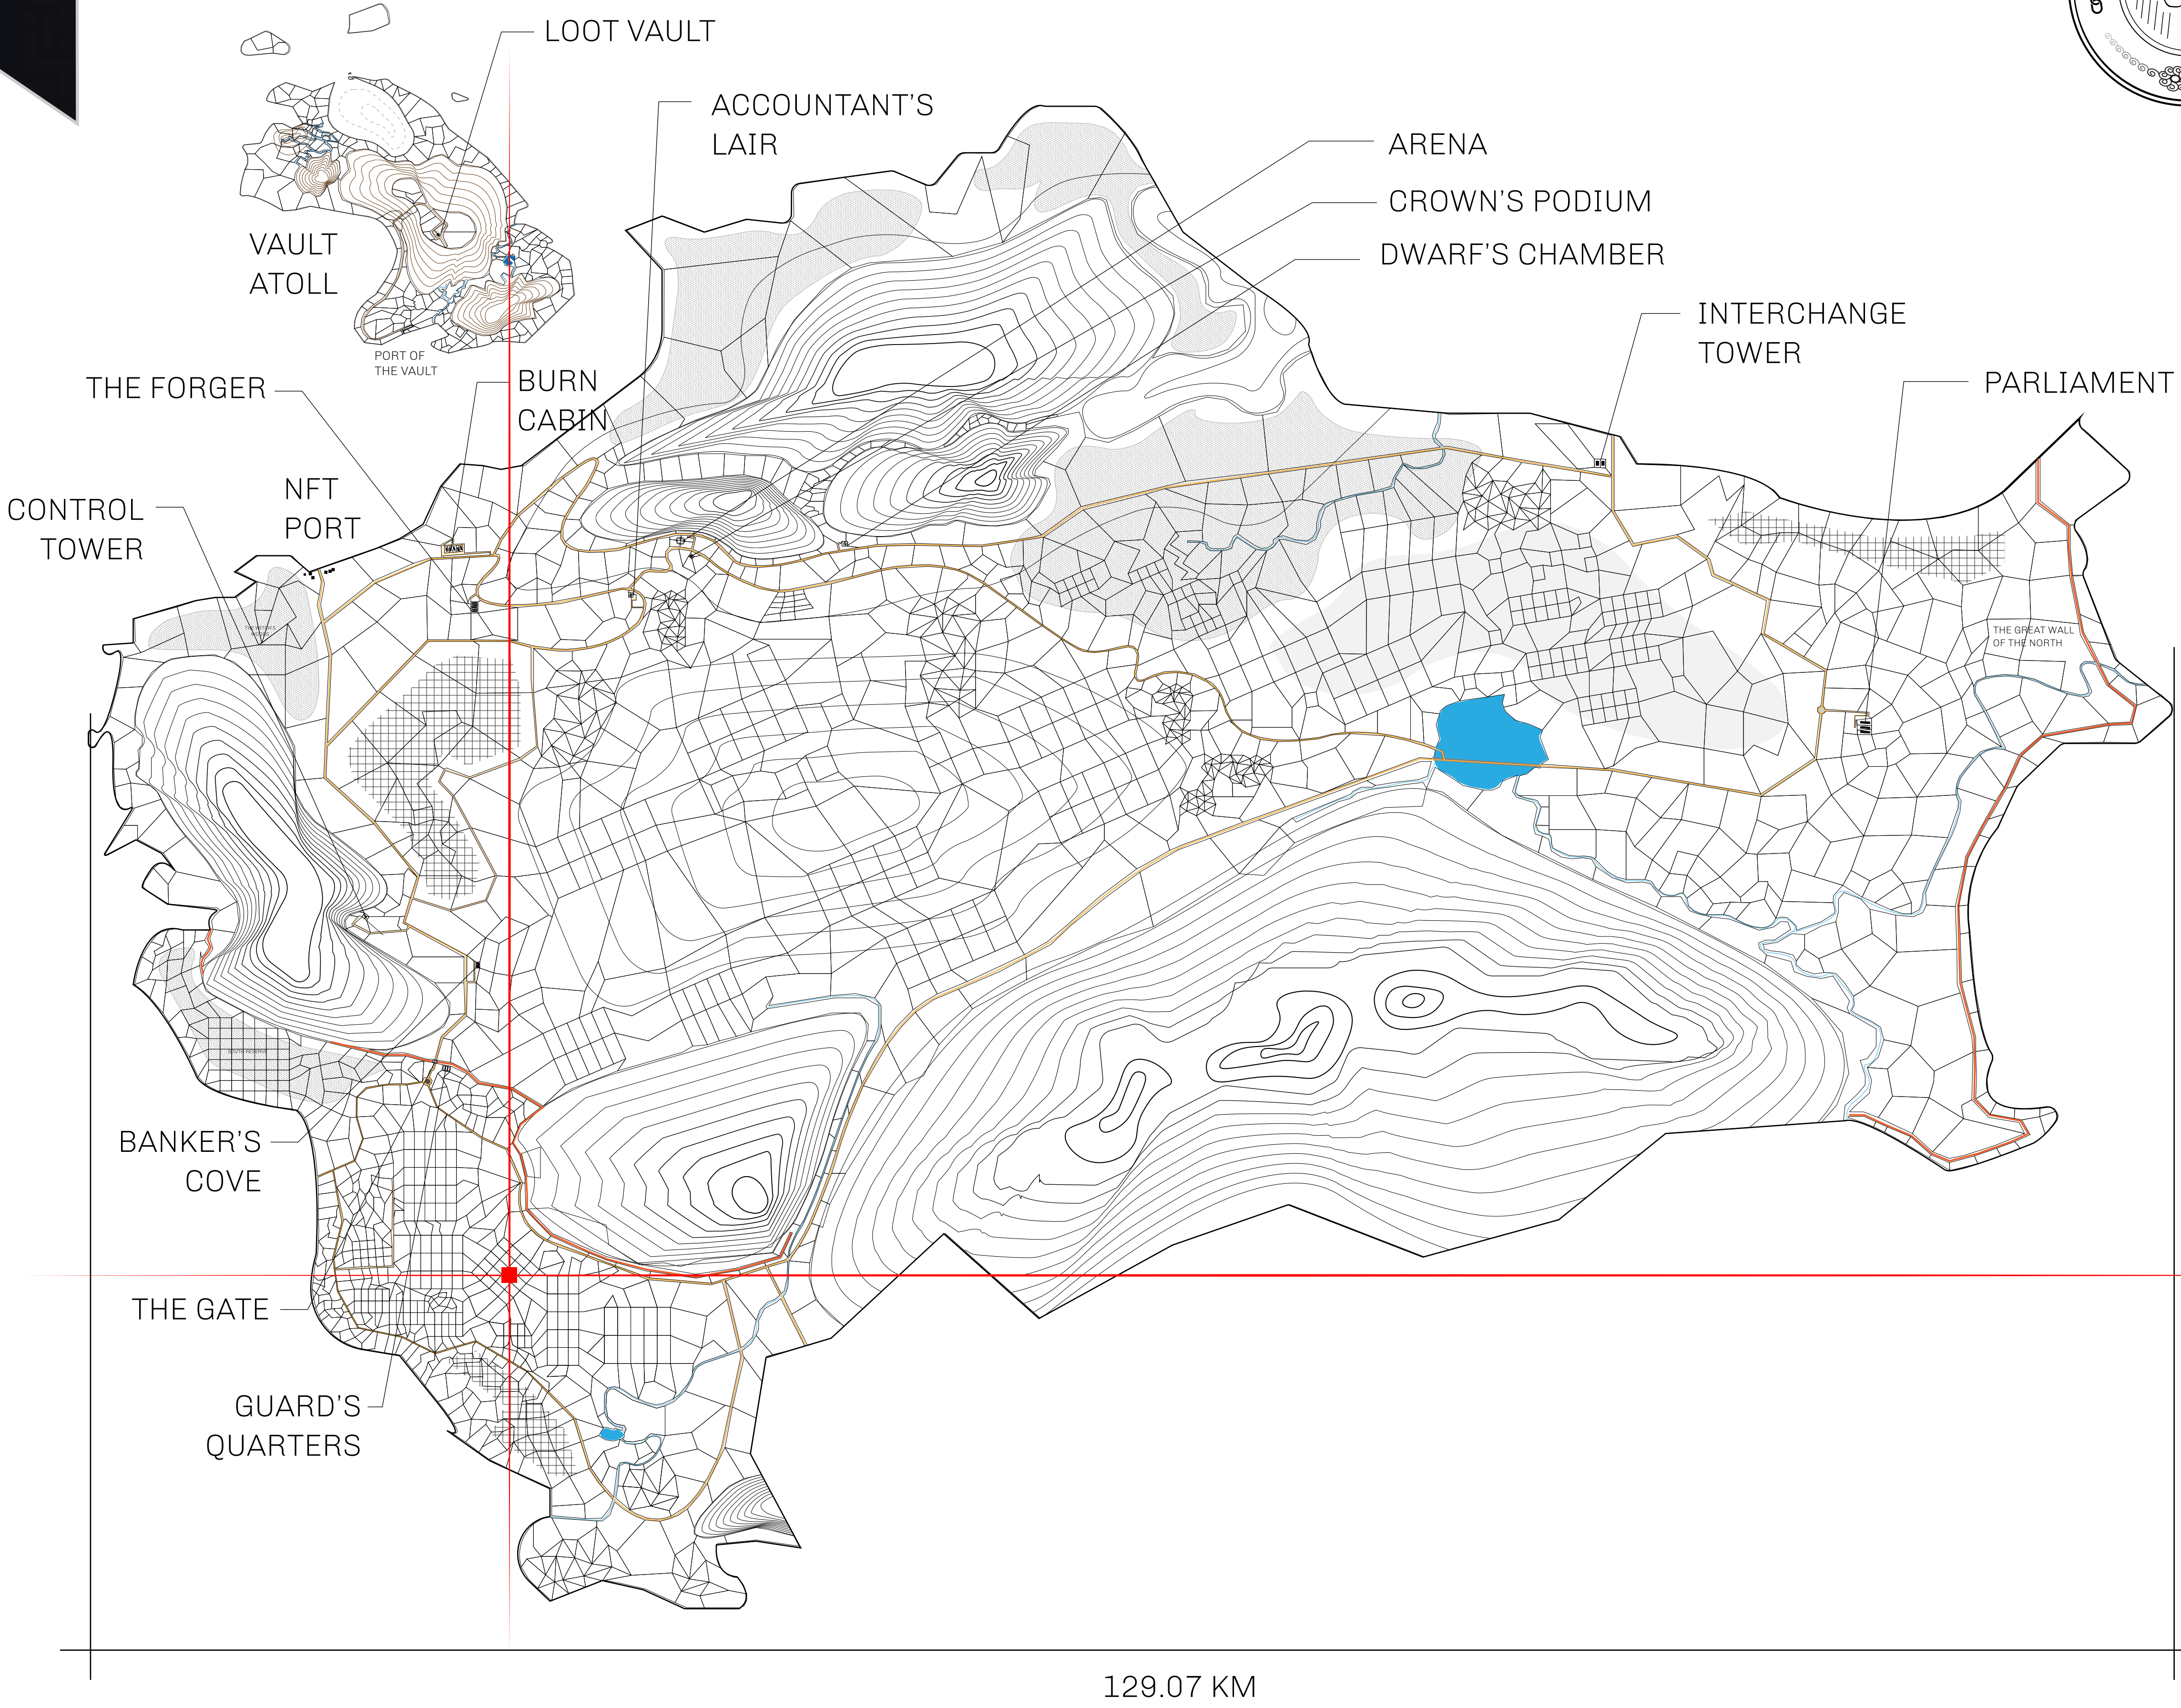 LOOT VAULT
ACCOUNTANT'S
LAIR
ARENA
CROWN'S PODIUM
DWARF'S CHAMBER
VAULT
ATOLL
INTERCHANGE
TOWER
PORT OF
THE VAULT
THE FORGER
BURN
CABIN
PARLIAMENT
NFT
PORT
CONTROL
TOWER
THE GREAT WALL
OF THE NORTH
SOUTH RESERVE
BANKER'S
COVE
THE GATE
GUARD'S
QUARTERS
129.07 KM